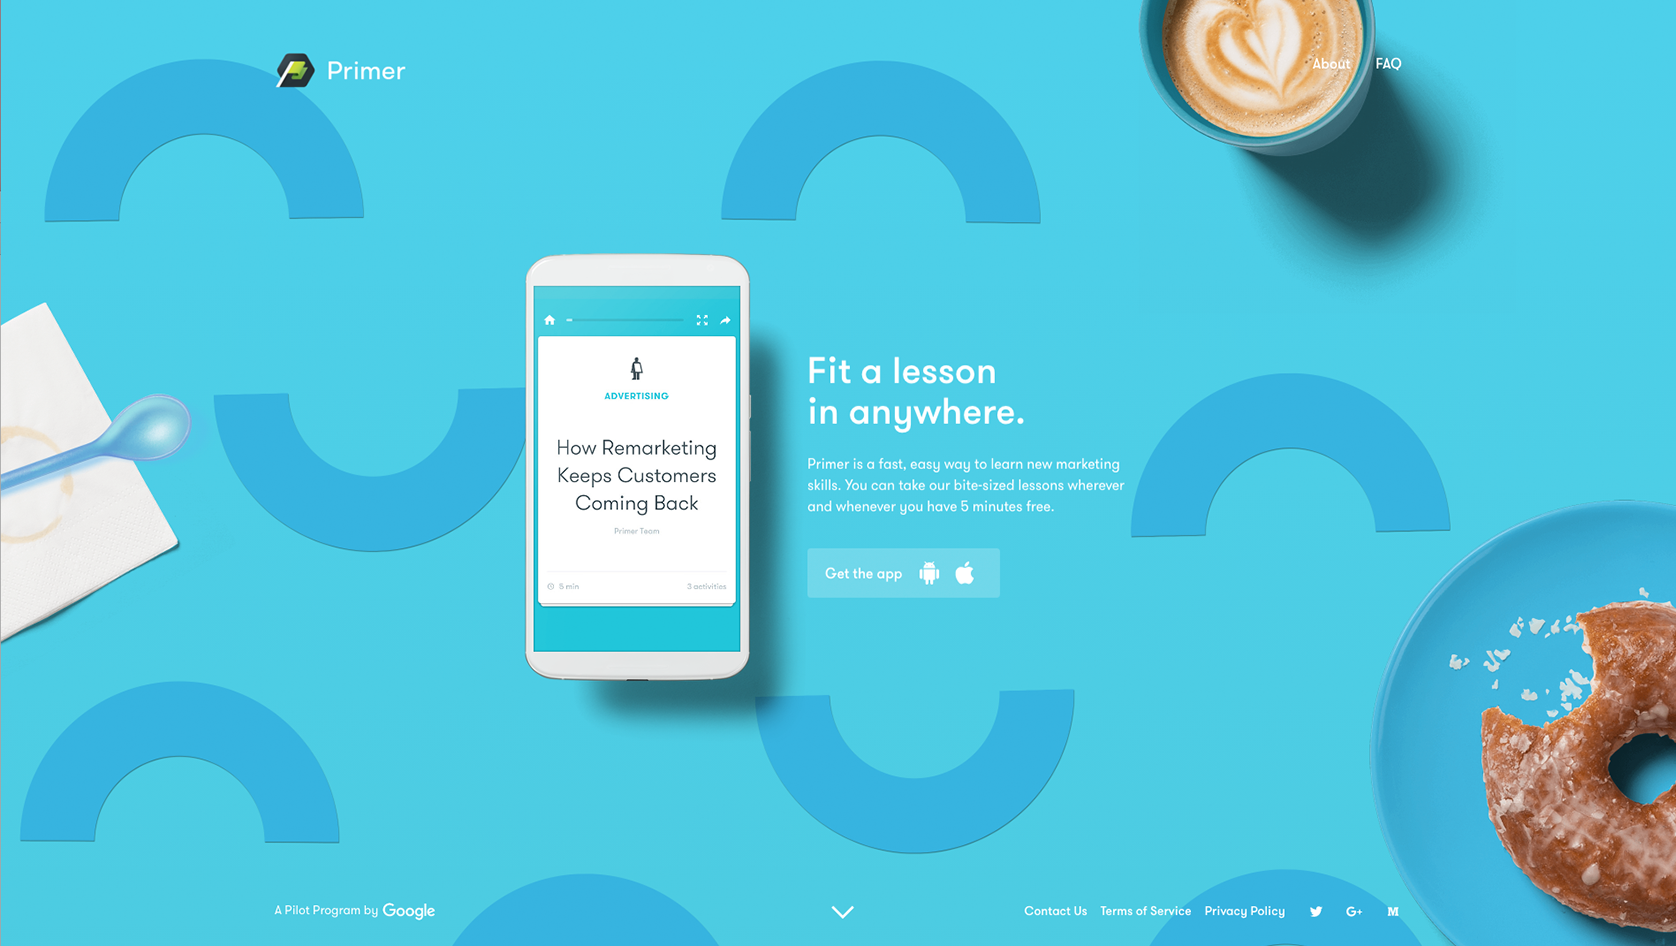 Primer
About FAQ
ADVERTISING
How Remarketing
Keeps Customers
Coming Back
Primer Team
5 min 3 activities
Fit a lesson
in anywhere.
Primer is a fast, easy way to learn new marketing
skills. You can take our bite-sized lessons wherever
and whenever you have 5 minutes free.
Get the app
A Pilot Program by Google
Contact Us Terms of Service Privacy Policy G+ M